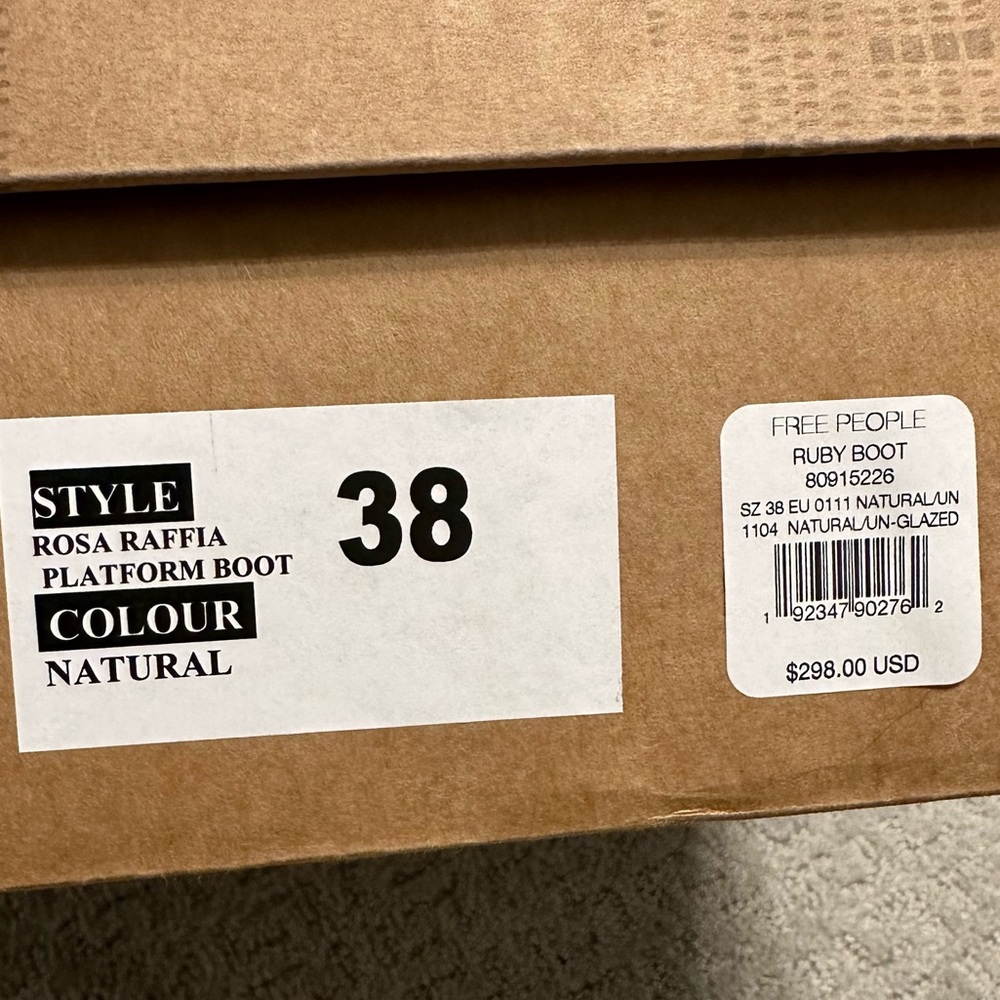 STYLE
ROSA RAFFIA
PLATFORM BOOT
COLOUR
NATURAL
38
FREE PEOPLE
RUBY BOOT
80915226
SZ 38 EU 0111 NATURAL/UN
1104 NATURAL/UN-GLAZED
1 92347 90276 2
$298.00 USD